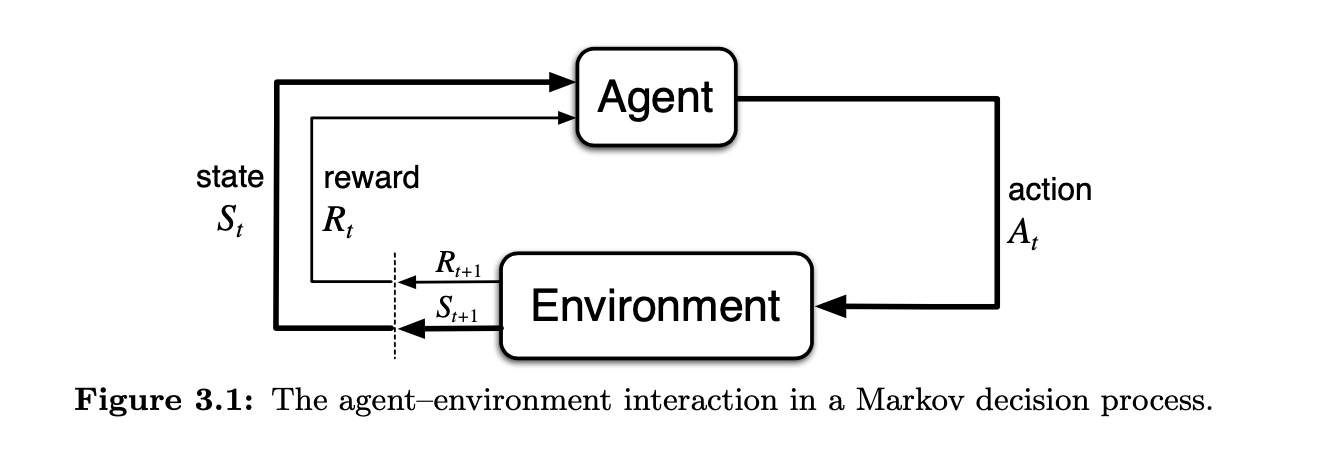 Agent
state
S_t
reward
R_t
action
A_t
R_{t+1}
S_{t+1}
Environment
Figure 3.1: The agent–environment interaction in a Markov decision process.